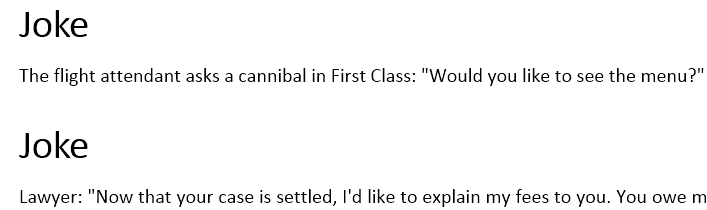 Joke
The flight attendant asks a cannibal in First Class: "Would you like to see the menu?"
Joke
Lawyer: "Now that your case is settled, I'd like to explain my fees to you. You owe m